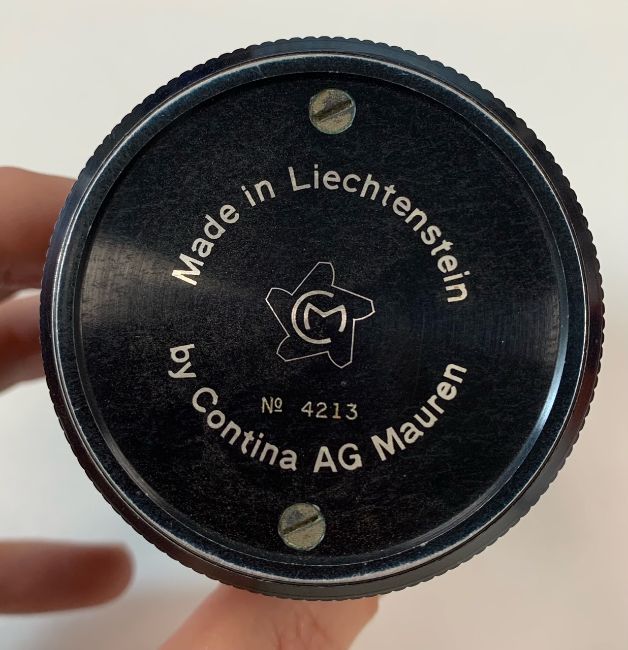 Made in Liechtenstein
CM
Nº 4213
by Contina AG Mauren